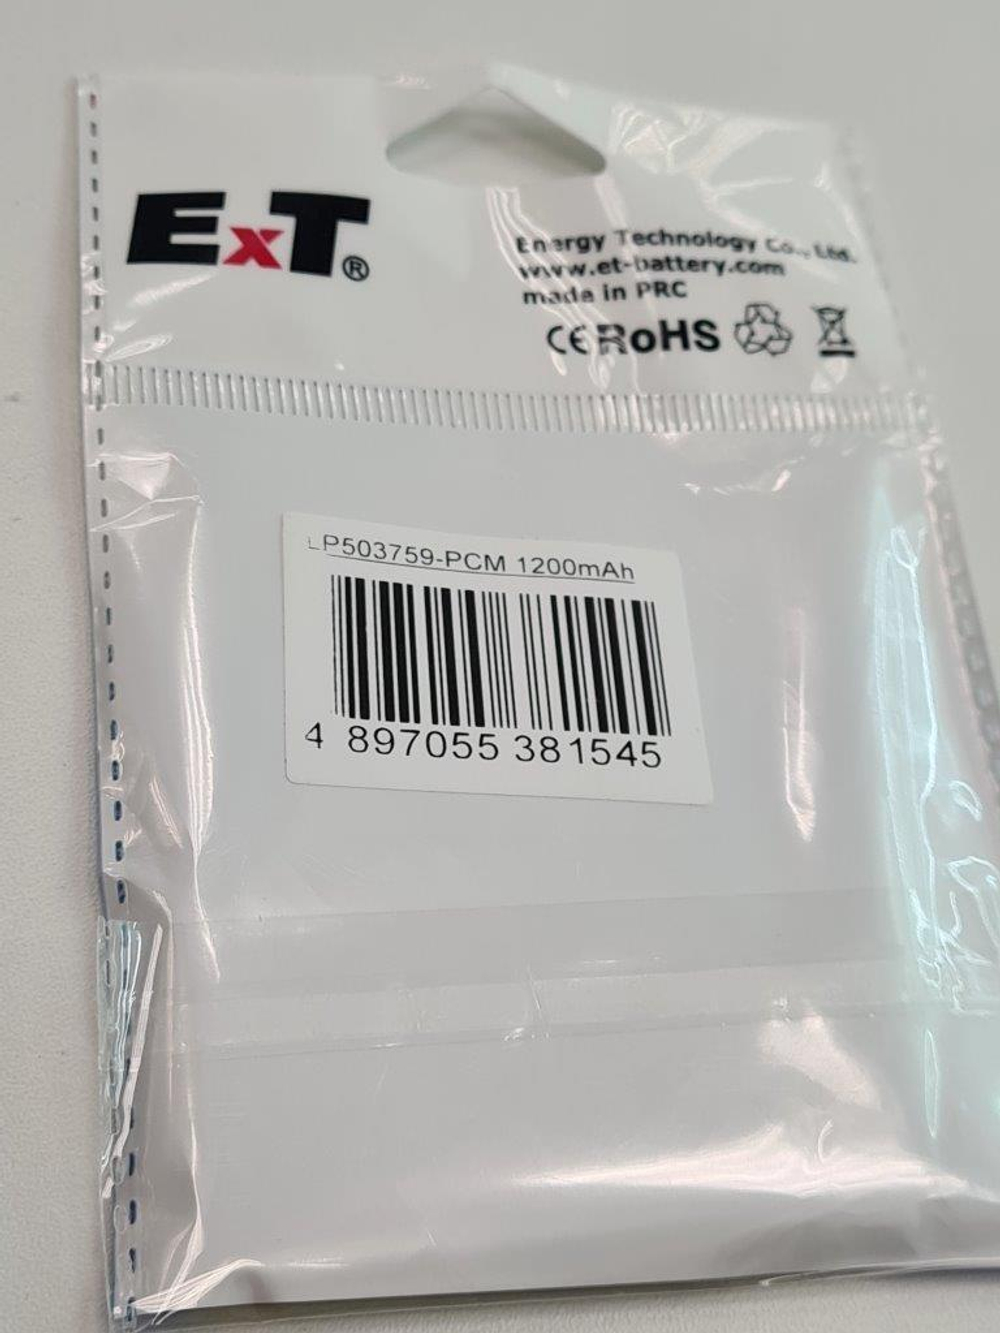 ExT®
Energy Technology Co., Ltd.
www.et-battery.com
made in PRC
CE RoHS
LP503759-PCM 1200mAh
4 897055 381545